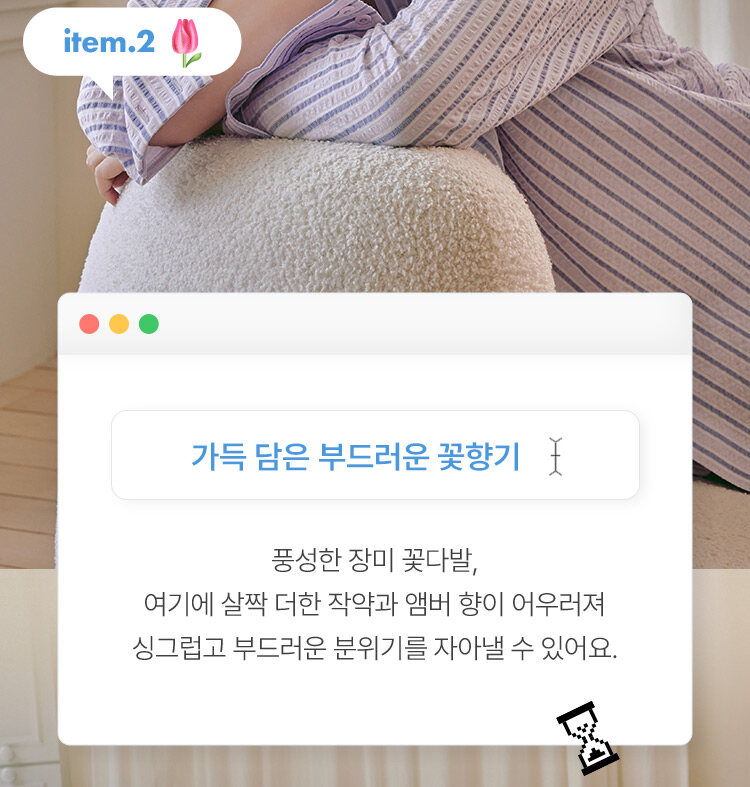 item.2
가득 담은 부드러운 꽃향기
풍성한 장미 꽃다발,
여기에 살짝 더한 작약과 앰버 향이 어우러져
싱그럽고 부드러운 분위기를 자아낼 수 있어요.